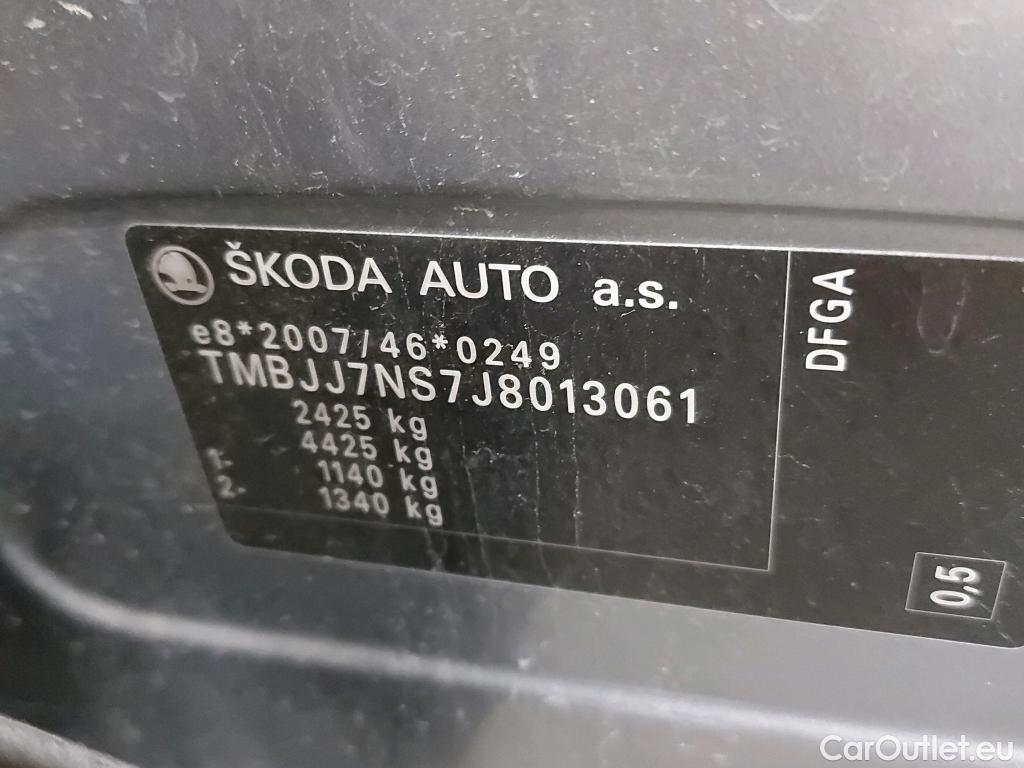 ŠKODA AUTO a.s.
e8*2007/46*0249
TMBJJ7NS7J8013061
2425 kg
4425 kg
1- 1140 kg
2- 1340 kg
DFGA
0,5
CarOutlet.eu